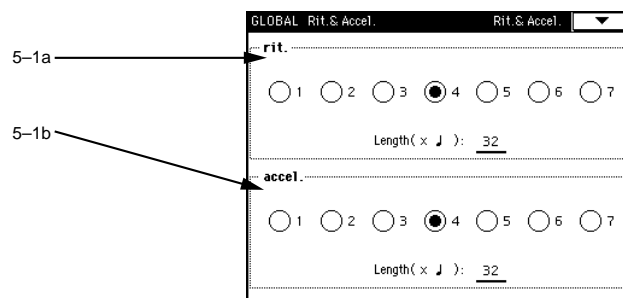 GLOBAL Rit.& Accel. Rit.& Accel.
rit.
5–1a
1 2 3 4 5 6 7
5–1b
Length( x ♩ ): 32
accel.
1 2 3 4 5 6 7
Length( x ♩ ): 32